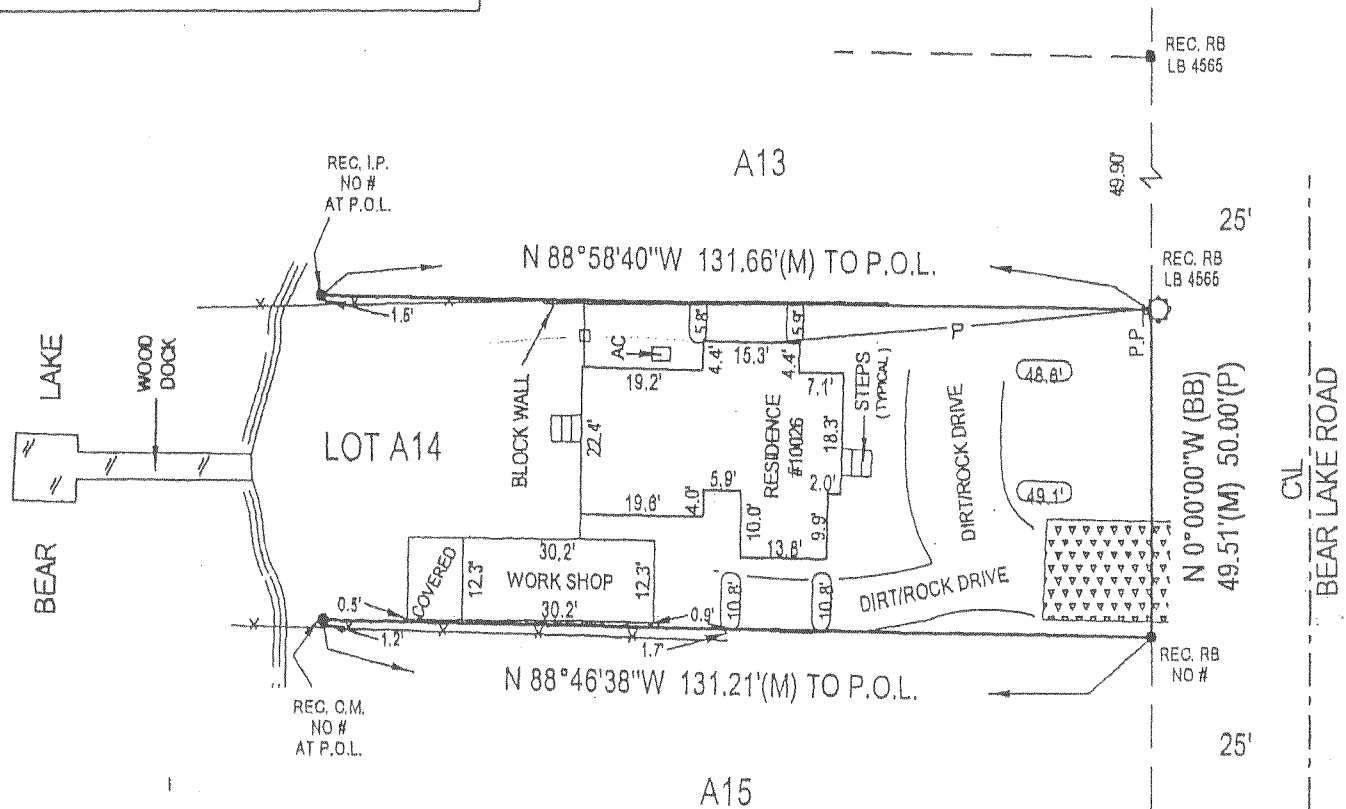 REC. RB
LB 4565
A13
49.90'
25'
REC. I.P.
NO #
AT P.O.L.
N 88°58'40"W 131.66'(M) TO P.O.L.
REC. RB
LB 4565
1.6'
5.8'
5.9'
P
P.P.
AC
4.4'
15.3'
4.4'
STEPS
(TYPICAL)
19.2'
7.1'
48.6'
WOOD
DOCK
BEAR LAKE
LOT A14
BLOCK WALL
22.4'
RESIDENCE
#10026
18.3'
DIRT/ROCK DRIVE
N 0°00'00"W (BB)
49.51'(M) 50.00'(P)
C\L
BEAR LAKE ROAD
5.9'
2.0'
49.1'
19.6'
4.0'
10.0'
9.9'
13.8'
COVERED
12.3'
30.2'
WORK SHOP
30.2'
12.3'
DIRT/ROCK DRIVE
0.5'
0.9'
10.8'
10.8'
1.2'
1.7'
N 88°46'38"W 131.21'(M) TO P.O.L.
REC. RB
NO #
REC. C.M.
NO #
AT P.O.L.
25'
A15